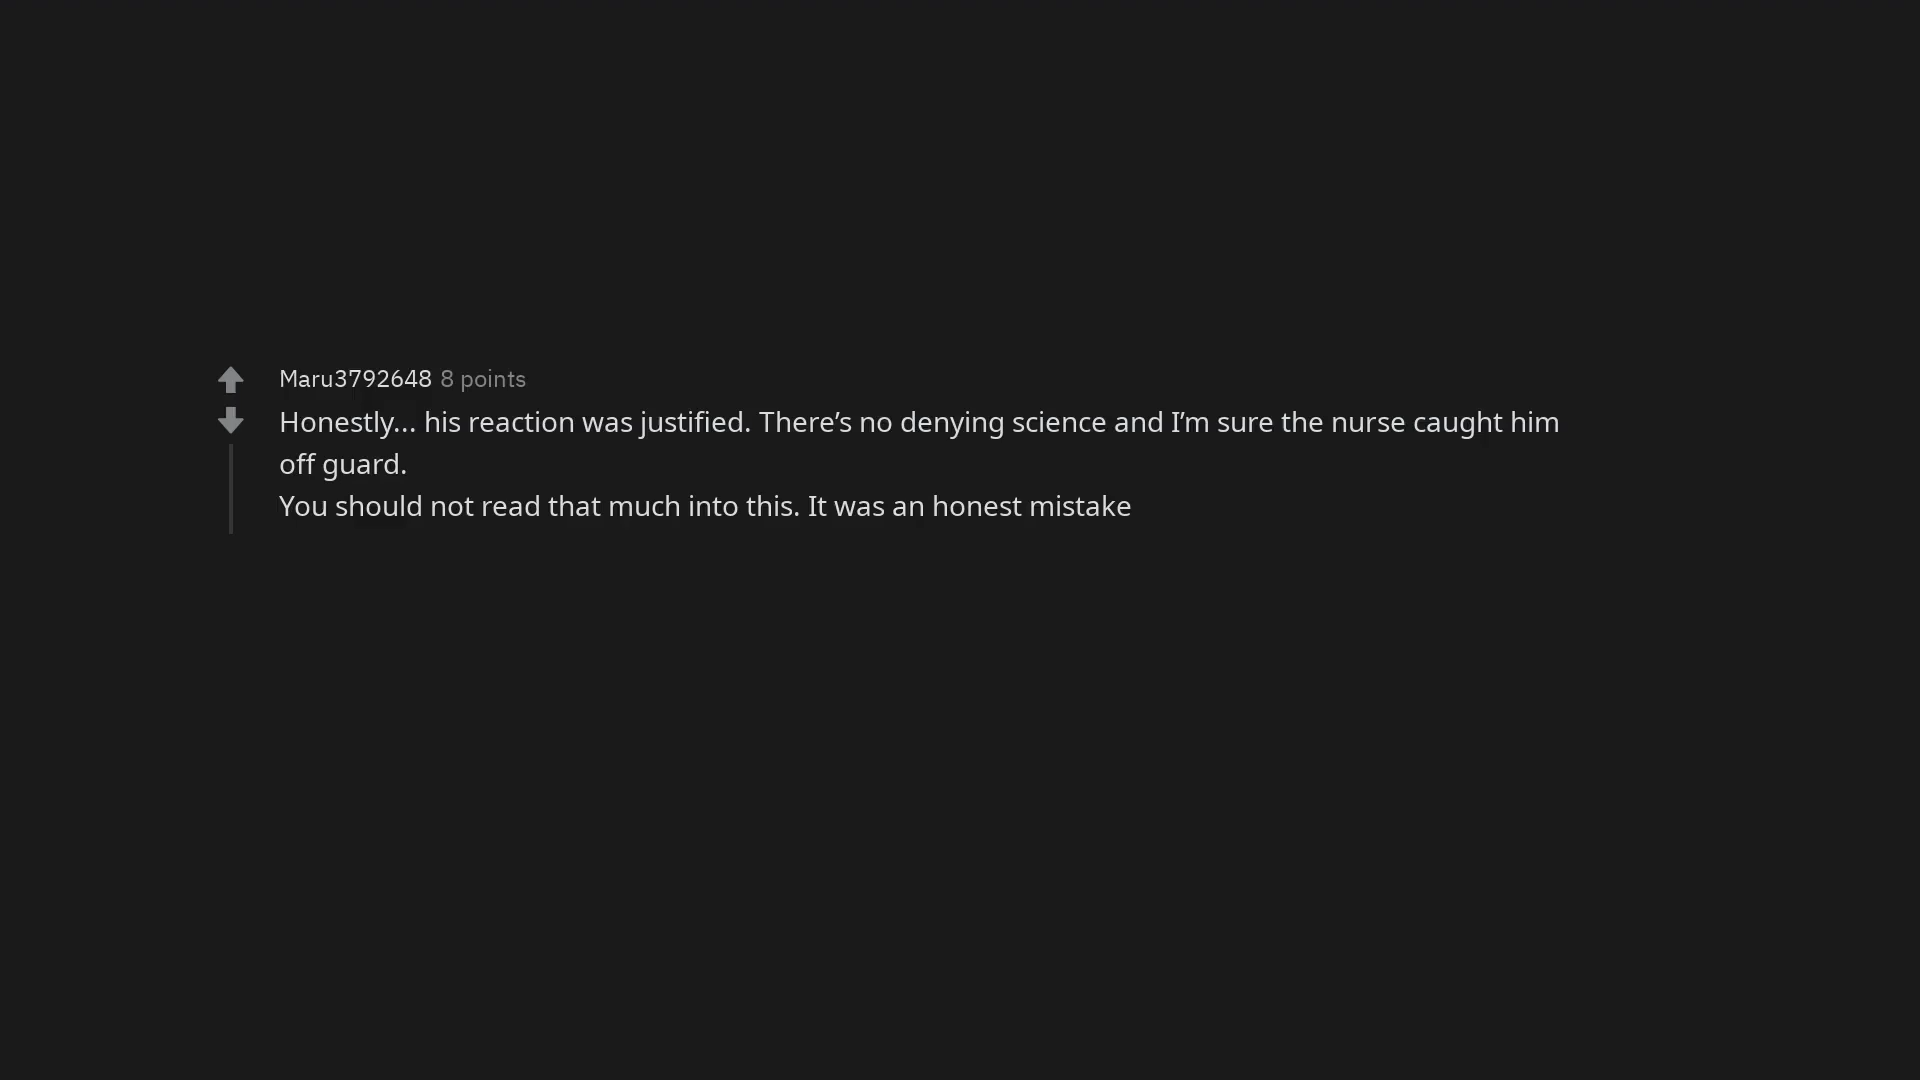 Maru3792648 8 points
Honestly... his reaction was justified. There’s no denying science and I’m sure the nurse caught him
off guard.
You should not read that much into this. It was an honest mistake